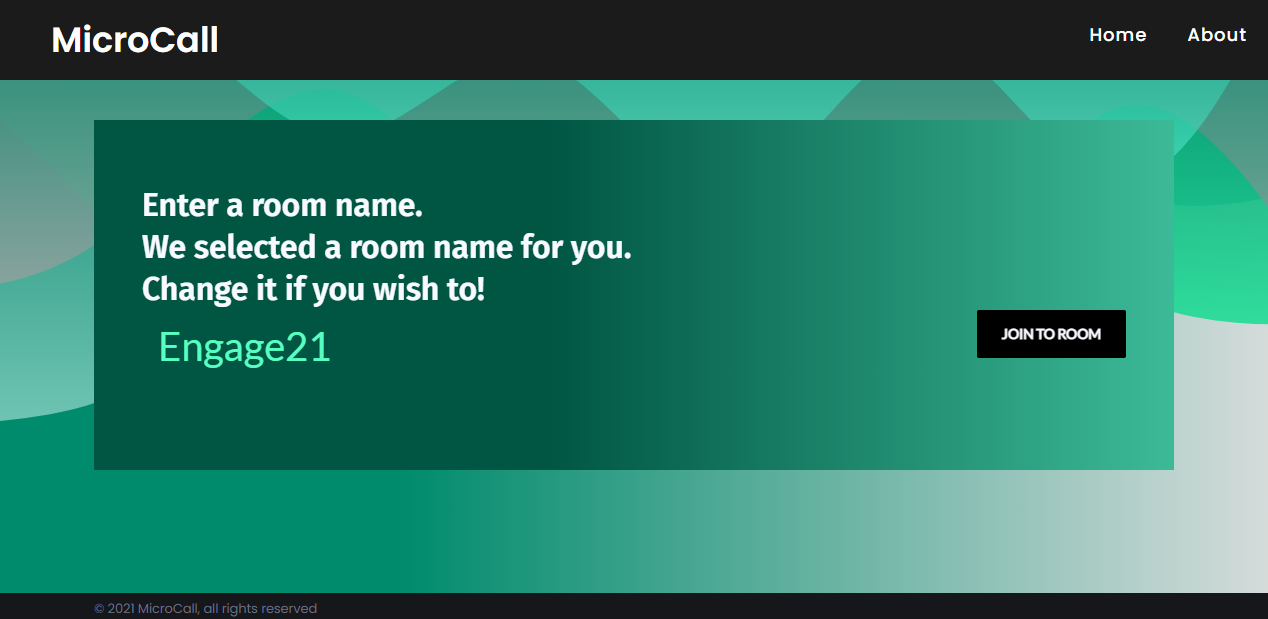 MicroCall
Home About
Enter a room name.
We selected a room name for you.
Change it if you wish to!
Engage21
JOIN TO ROOM
© 2021 MicroCall, all rights reserved